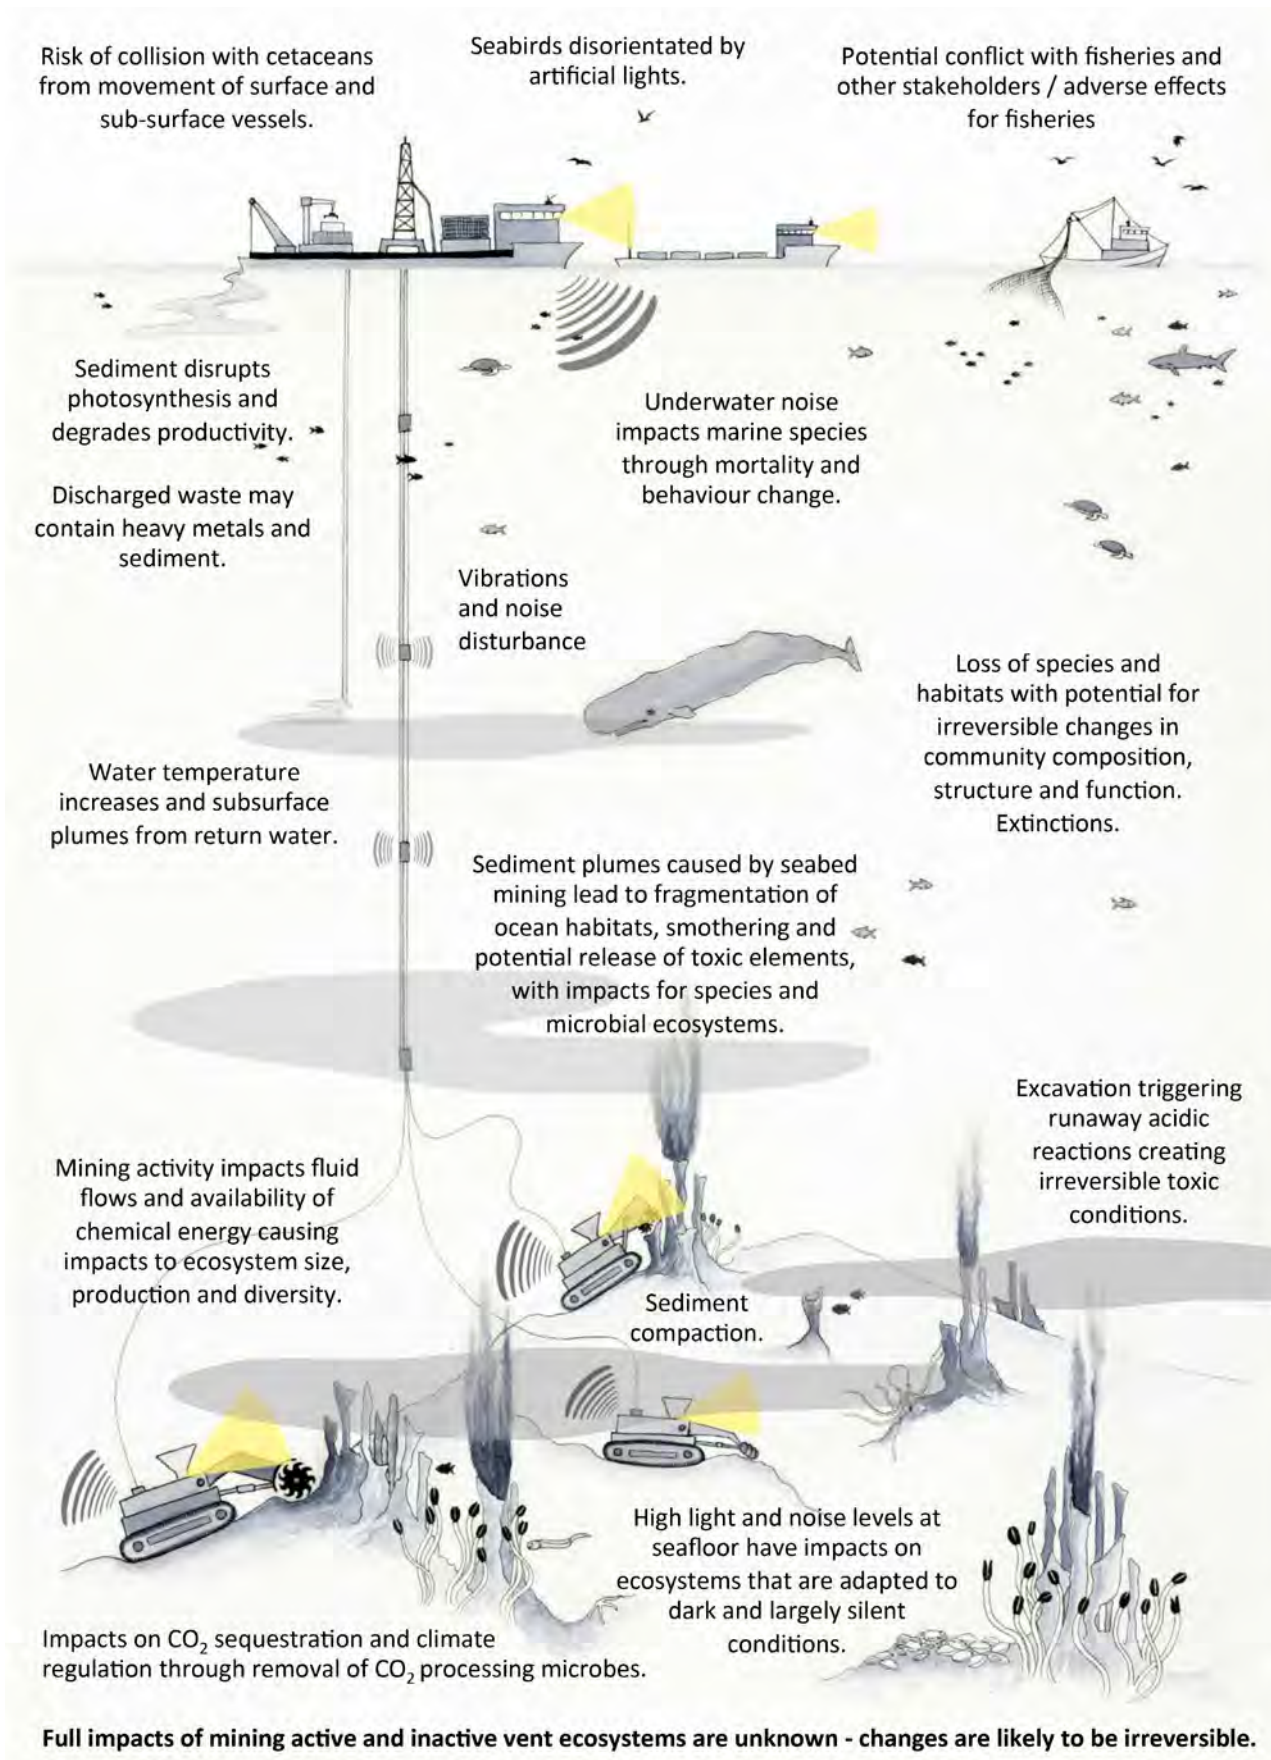 Risk of collision with cetaceans
from movement of surface and
sub-surface vessels.
Seabirds disorientated by
artificial lights.
Potential conflict with fisheries and
other stakeholders / adverse effects
for fisheries
Sediment disrupts
photosynthesis and
degrades productivity.
Underwater noise
impacts marine species
through mortality and
behaviour change.
Discharged waste may
contain heavy metals and
sediment.
Vibrations
and noise
disturbance
Loss of species and
habitats with potential for
irreversible changes in
community composition,
structure and function.
Extinctions.
Water temperature
increases and subsurface
plumes from return water.
Sediment plumes caused by seabed
mining lead to fragmentation of
ocean habitats, smothering and
potential release of toxic elements,
with impacts for species and
microbial ecosystems.
Excavation triggering
runaway acidic
reactions creating
irreversible toxic
conditions.
Mining activity impacts fluid
flows and availability of
chemical energy causing
impacts to ecosystem size,
production and diversity.
Sediment
compaction.
High light and noise levels at
seafloor have impacts on
ecosystems that are adapted to
dark and largely silent
conditions.
Impacts on CO₂ sequestration and climate
regulation through removal of CO₂ processing microbes.
Full impacts of mining active and inactive vent ecosystems are unknown - changes are likely to be irreversible.